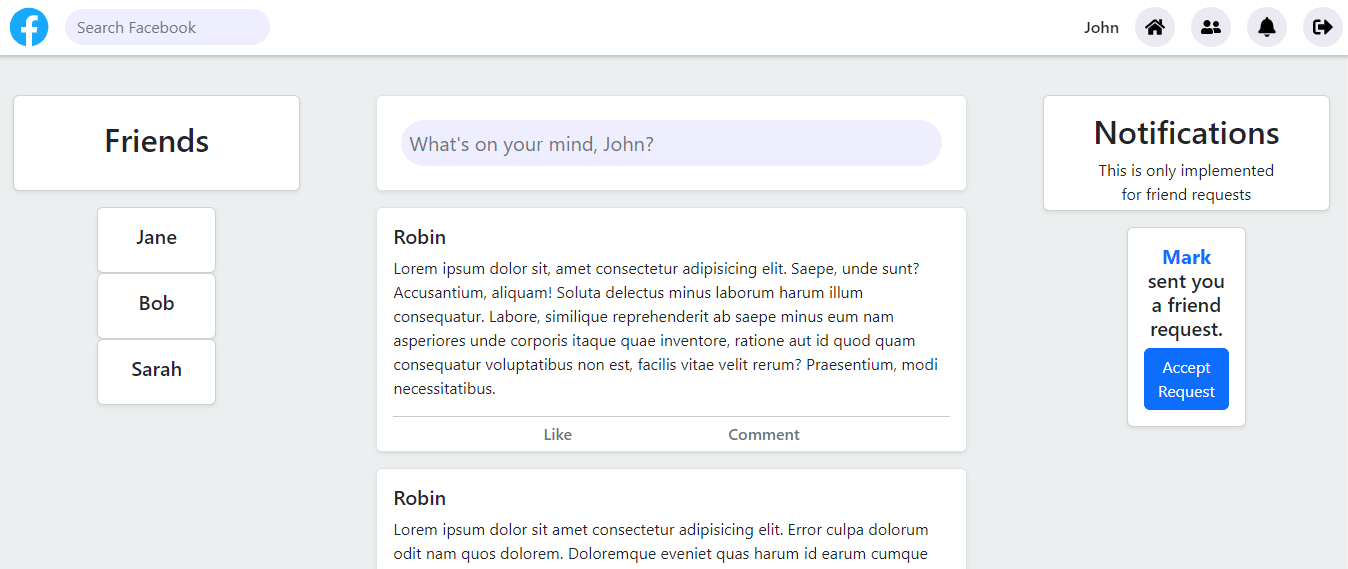 Search Facebook
John
Friends
Jane
Bob
Sarah
What's on your mind, John?
Robin
Lorem ipsum dolor sit, amet consectetur adipisicing elit. Saepe, unde sunt?
Accusantium, aliquam! Soluta delectus minus laborum harum illum
consequatur. Labore, similique reprehenderit ab saepe minus eum nam
asperiores unde corporis itaque quae inventore, ratione aut id quod quam
consequatur voluptatibus non est, facilis vitae velit rerum? Praesentium, modi
necessitatibus.
Like Comment
Robin
Lorem ipsum dolor sit amet consectetur adipisicing elit. Error culpa dolorum
odit nam quos dolorem. Doloremque eveniet quas harum id earum cumque
Notifications
This is only implemented
for friend requests
Mark
sent you
a friend
request.
Accept
Request